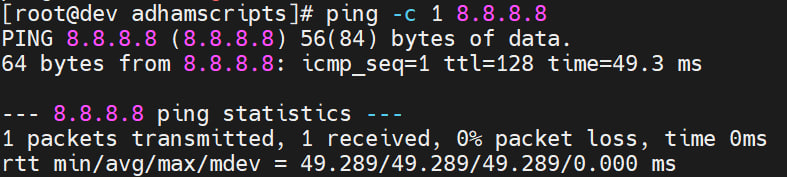 [root@dev adhamscripts]# ping -c 1 8.8.8.8
PING 8.8.8.8 (8.8.8.8) 56(84) bytes of data.
64 bytes from 8.8.8.8: icmp_seq=1 ttl=128 time=49.3 ms
--- 8.8.8.8 ping statistics ---
1 packets transmitted, 1 received, 0% packet loss, time 0ms
rtt min/avg/max/mdev = 49.289/49.289/49.289/0.000 ms